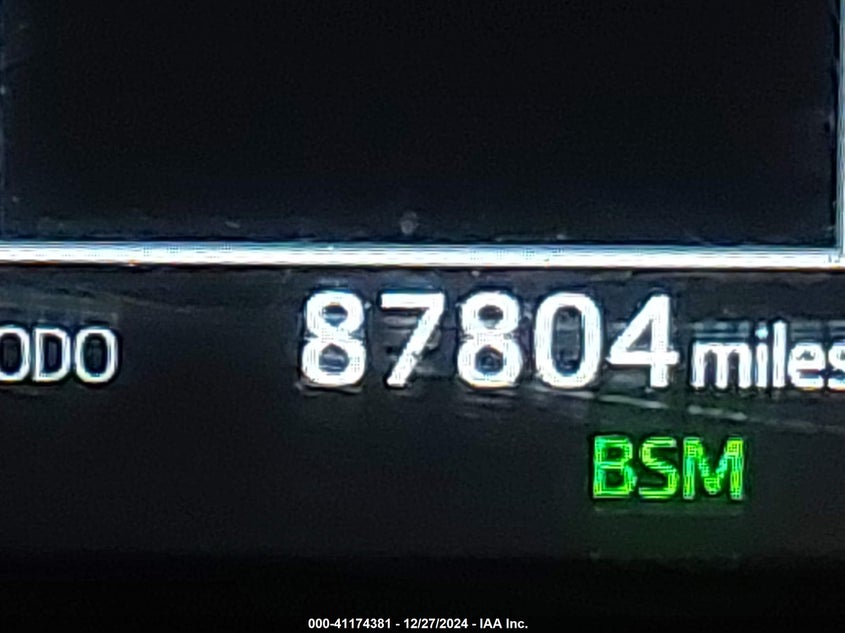 ODO 87804 miles
BSM
000-41174381 - 12/27/2024 - IAA Inc.